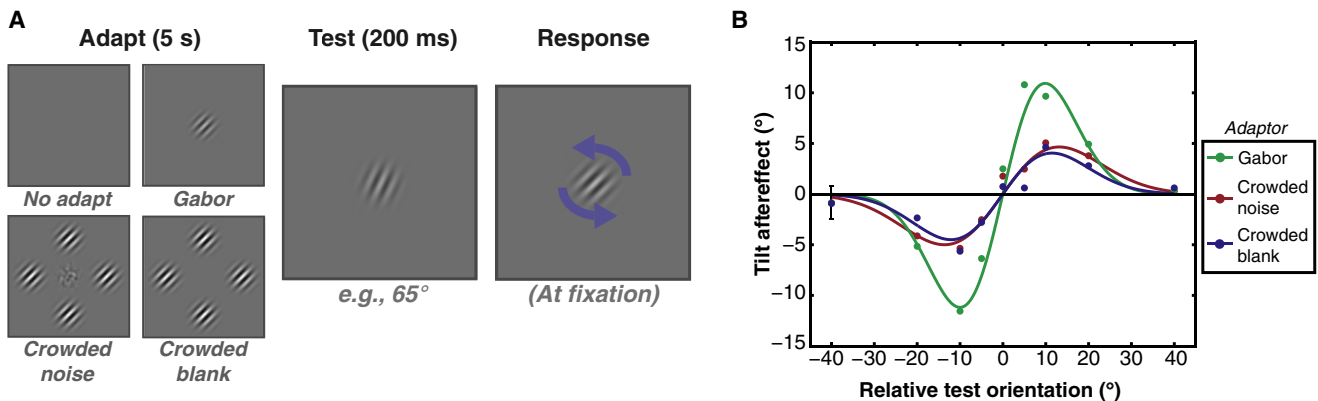 A
Adapt (5 s)
Test (200 ms)
Response
No adapt
Gabor
Crowded
noise
Crowded
blank
e.g., 65°
(At fixation)
B
Tilt aftereffect (°)
15
10
5
0
−5
−10
−15
−40 −30 −20 −10 0 10 20 30 40
Relative test orientation (°)
Adaptor
Gabor
Crowded
noise
Crowded
blank